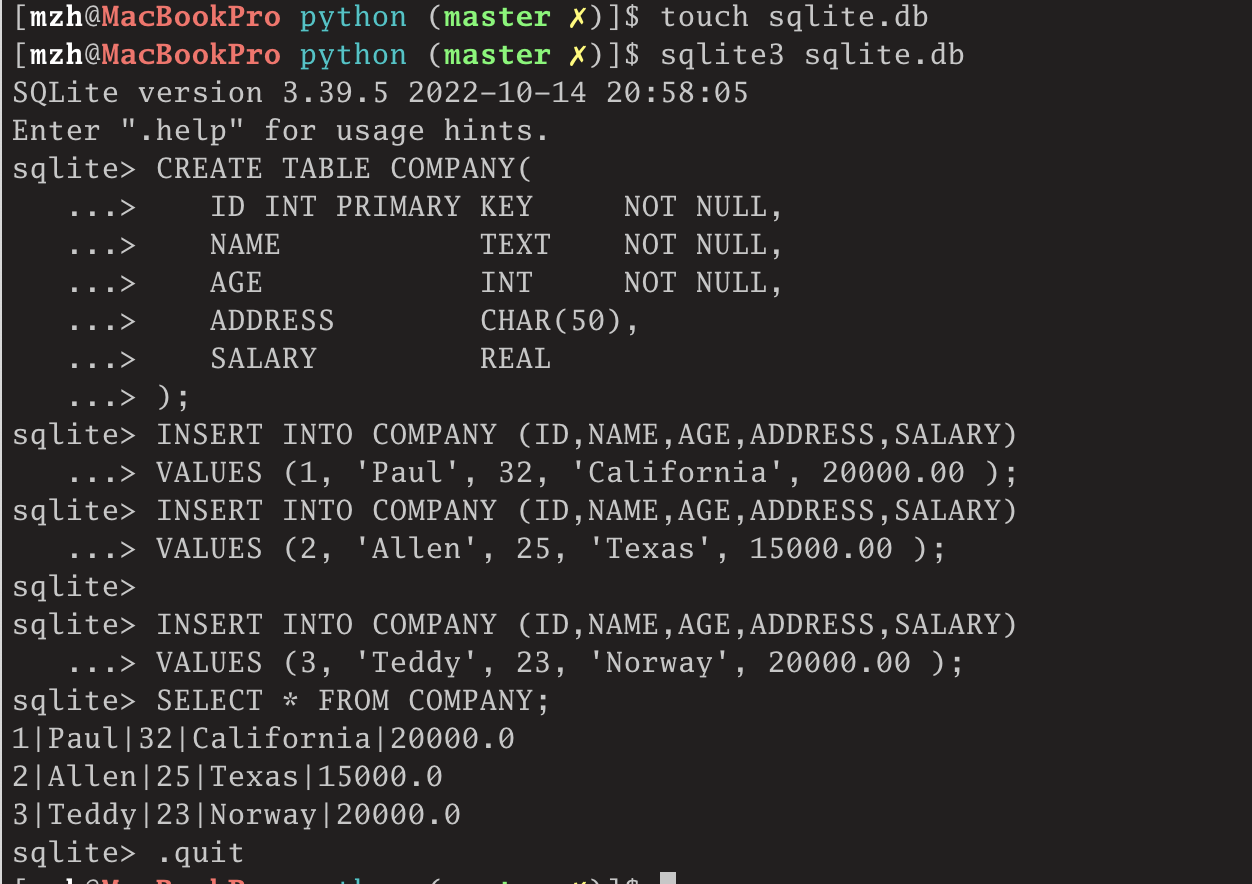 [mzh@MacBookPro python (master ✗)]$ touch sqlite.db
[mzh@MacBookPro python (master ✗)]$ sqlite3 sqlite.db
SQLite version 3.39.5 2022-10-14 20:58:05
Enter ".help" for usage hints.
sqlite> CREATE TABLE COMPANY(
   ...>    ID INT PRIMARY KEY     NOT NULL,
   ...>    NAME           TEXT    NOT NULL,
   ...>    AGE            INT     NOT NULL,
   ...>    ADDRESS        CHAR(50),
   ...>    SALARY         REAL
   ...> );
sqlite> INSERT INTO COMPANY (ID,NAME,AGE,ADDRESS,SALARY)
   ...> VALUES (1, 'Paul', 32, 'California', 20000.00 );
sqlite> INSERT INTO COMPANY (ID,NAME,AGE,ADDRESS,SALARY)
   ...> VALUES (2, 'Allen', 25, 'Texas', 15000.00 );
sqlite>
sqlite> INSERT INTO COMPANY (ID,NAME,AGE,ADDRESS,SALARY)
   ...> VALUES (3, 'Teddy', 23, 'Norway', 20000.00 );
sqlite> SELECT * FROM COMPANY;
1|Paul|32|California|20000.0
2|Allen|25|Texas|15000.0
3|Teddy|23|Norway|20000.0
sqlite> .quit